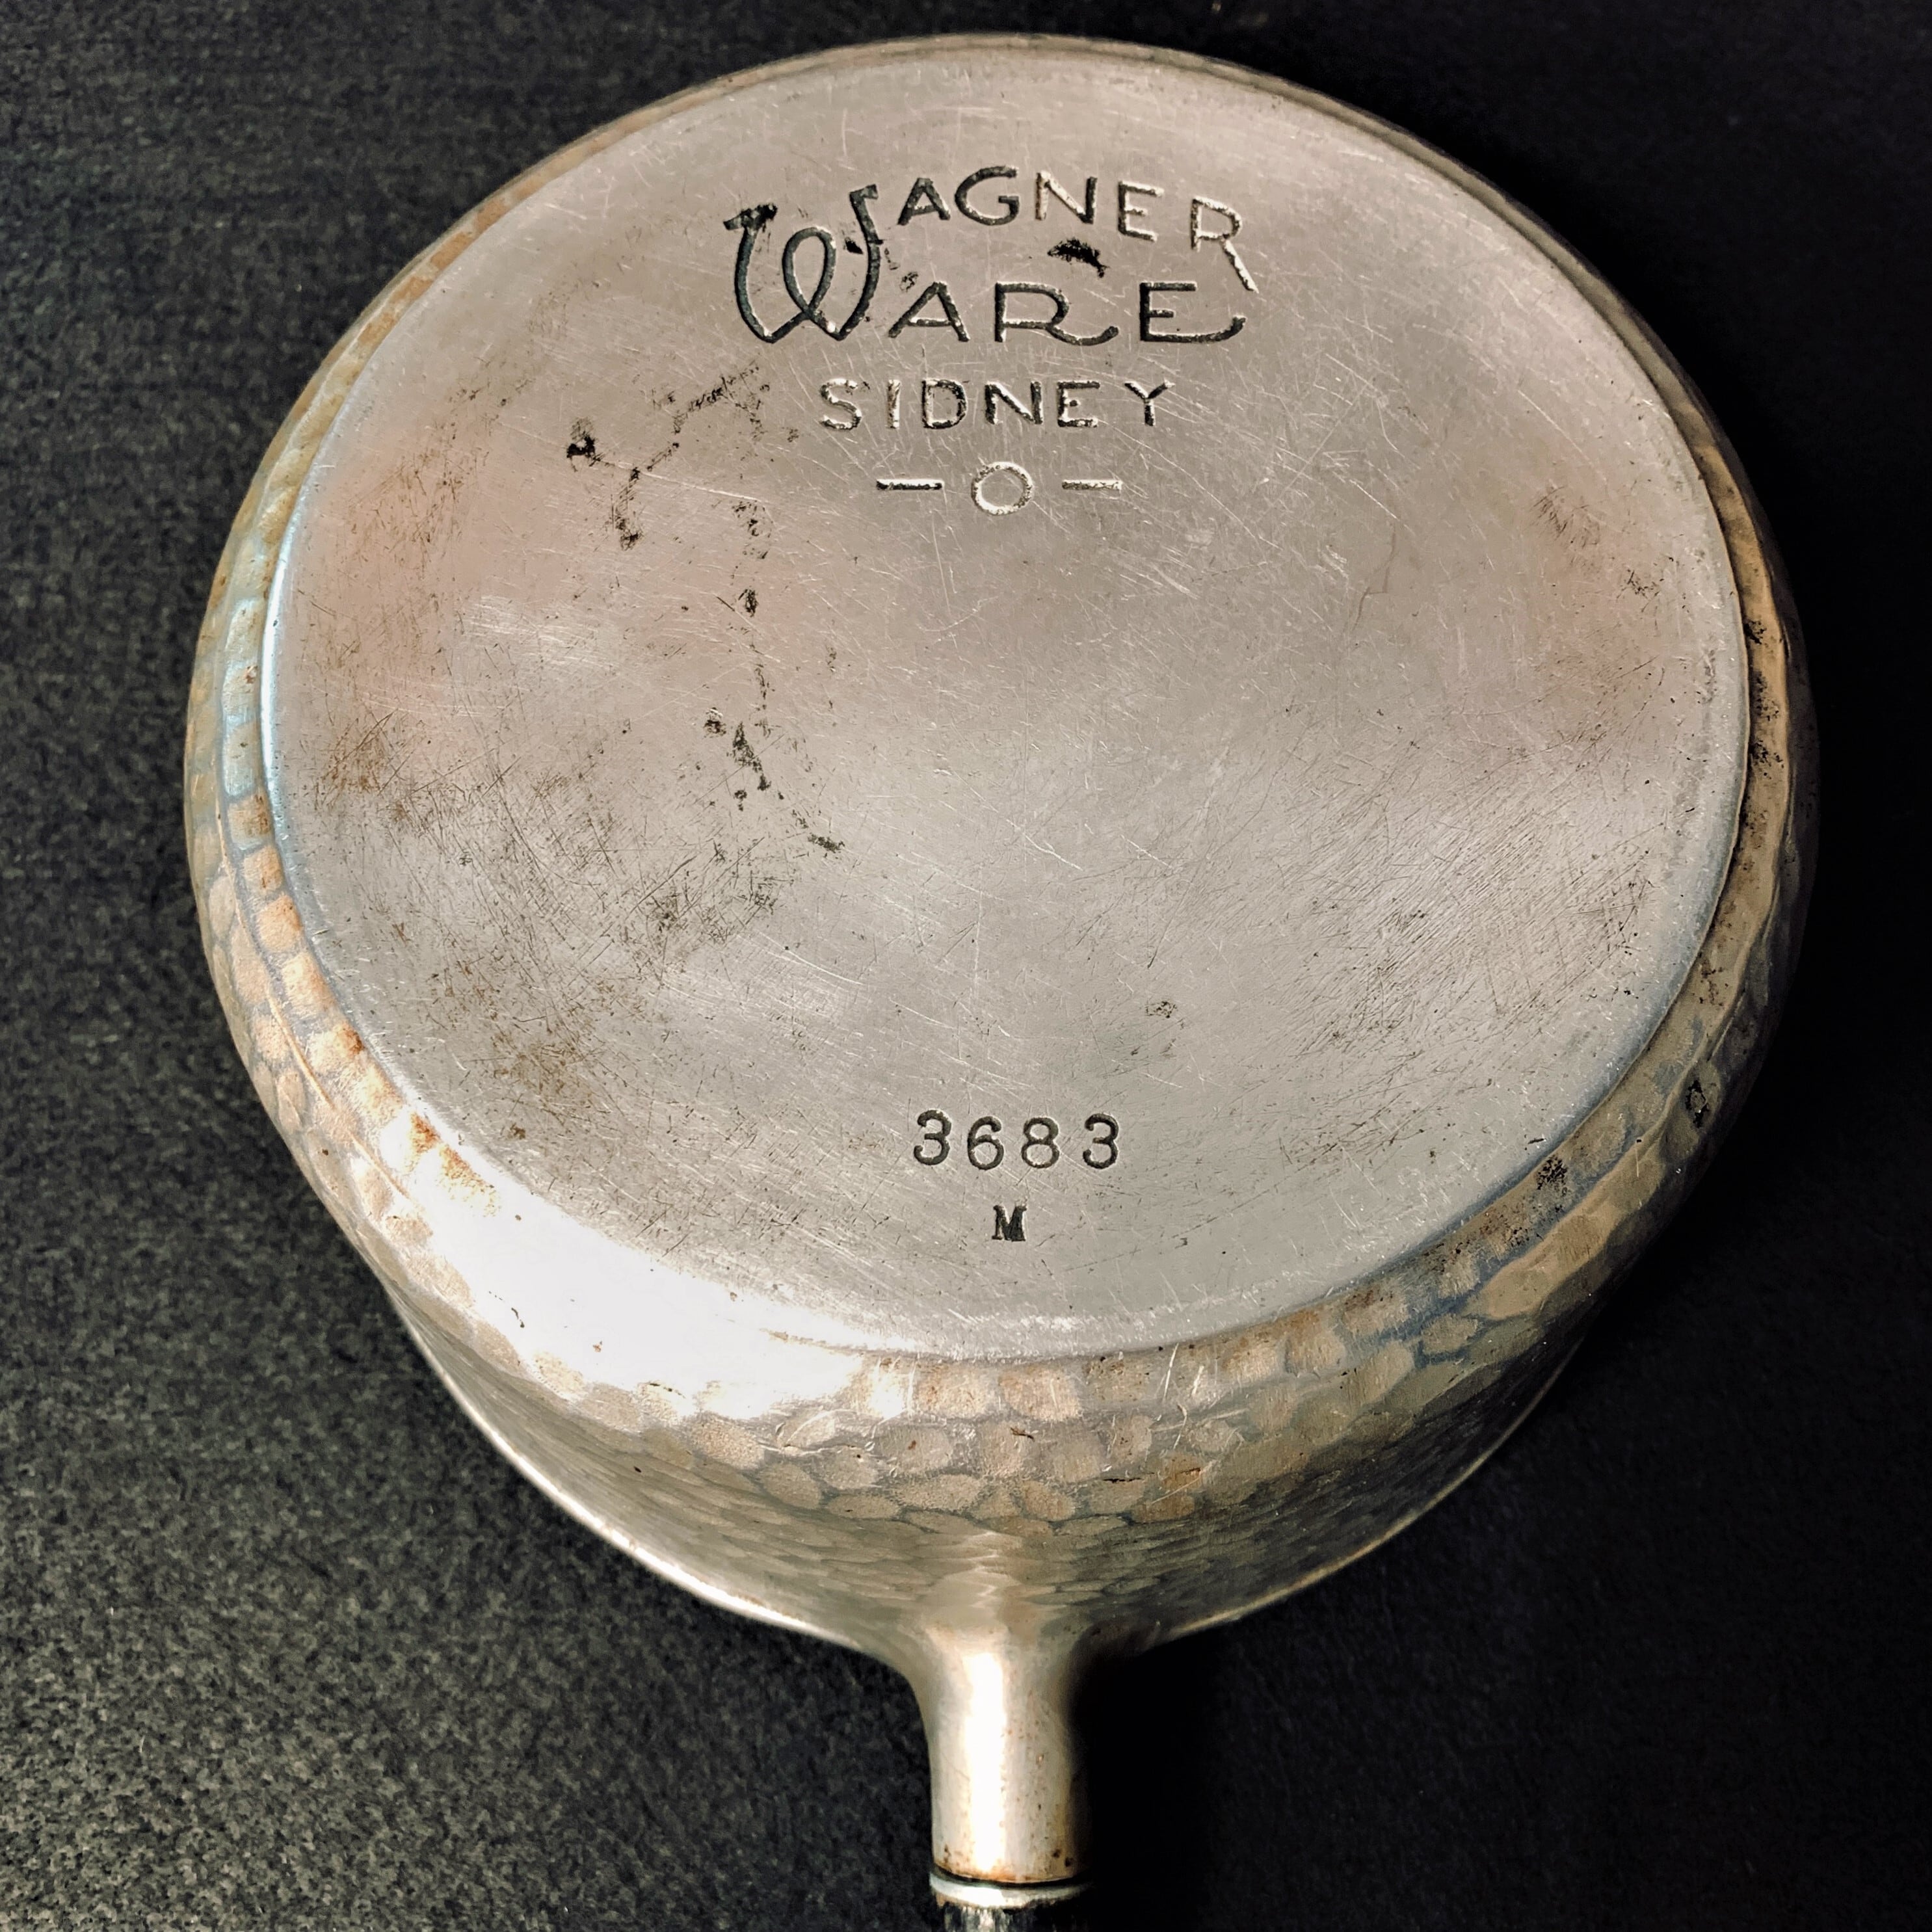 WAGNER
WARE
SIDNEY
-O-
3683
M